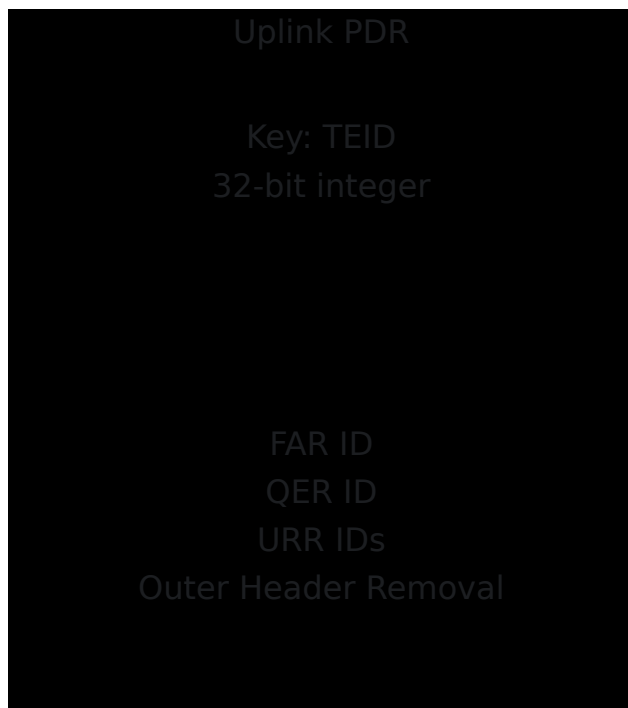 Uplink PDR
Key: TEID
32-bit integer
FAR ID
QER ID
URR IDs
Outer Header Removal